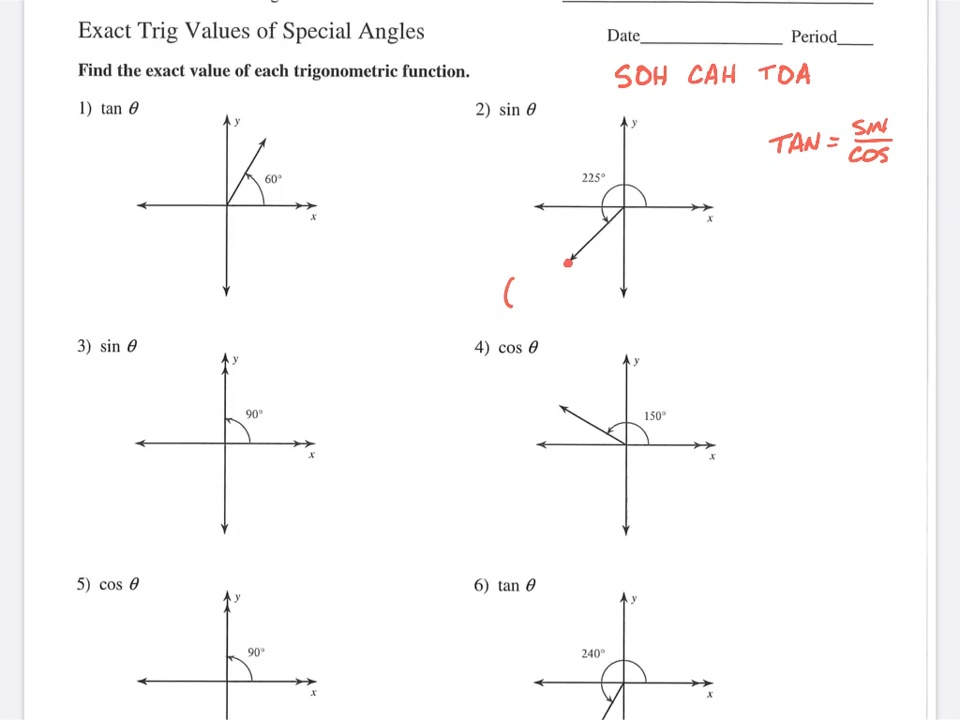 Exact Trig Values of Special Angles
Date Period
Find the exact value of each trigonometric function.
SOH CAH TOA
TAN = SIN / COS
1) tan θ
y
60°
x
2) sin θ
y
225°
x
(
3) sin θ
y
90°
x
4) cos θ
y
150°
x
5) cos θ
y
90°
x
6) tan θ
y
240°
x